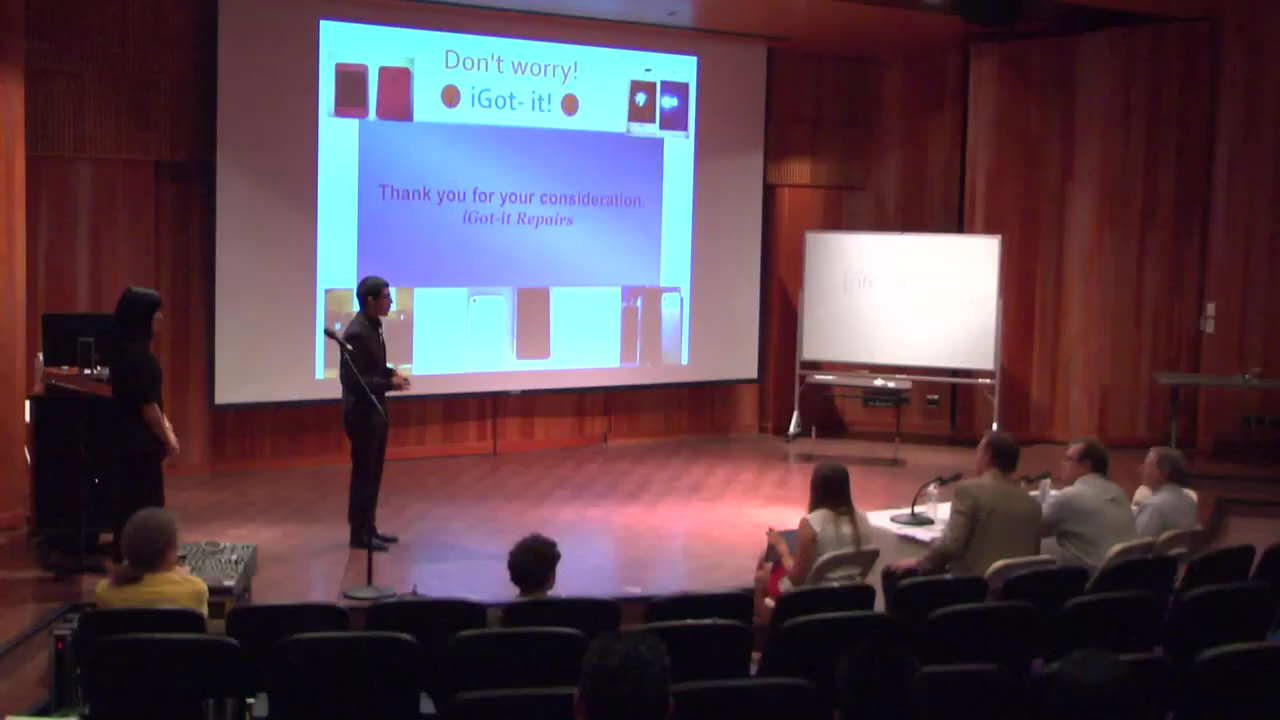 Don't worry!
iGot- it!
Thank you for your consideration.
iGot-it Repairs